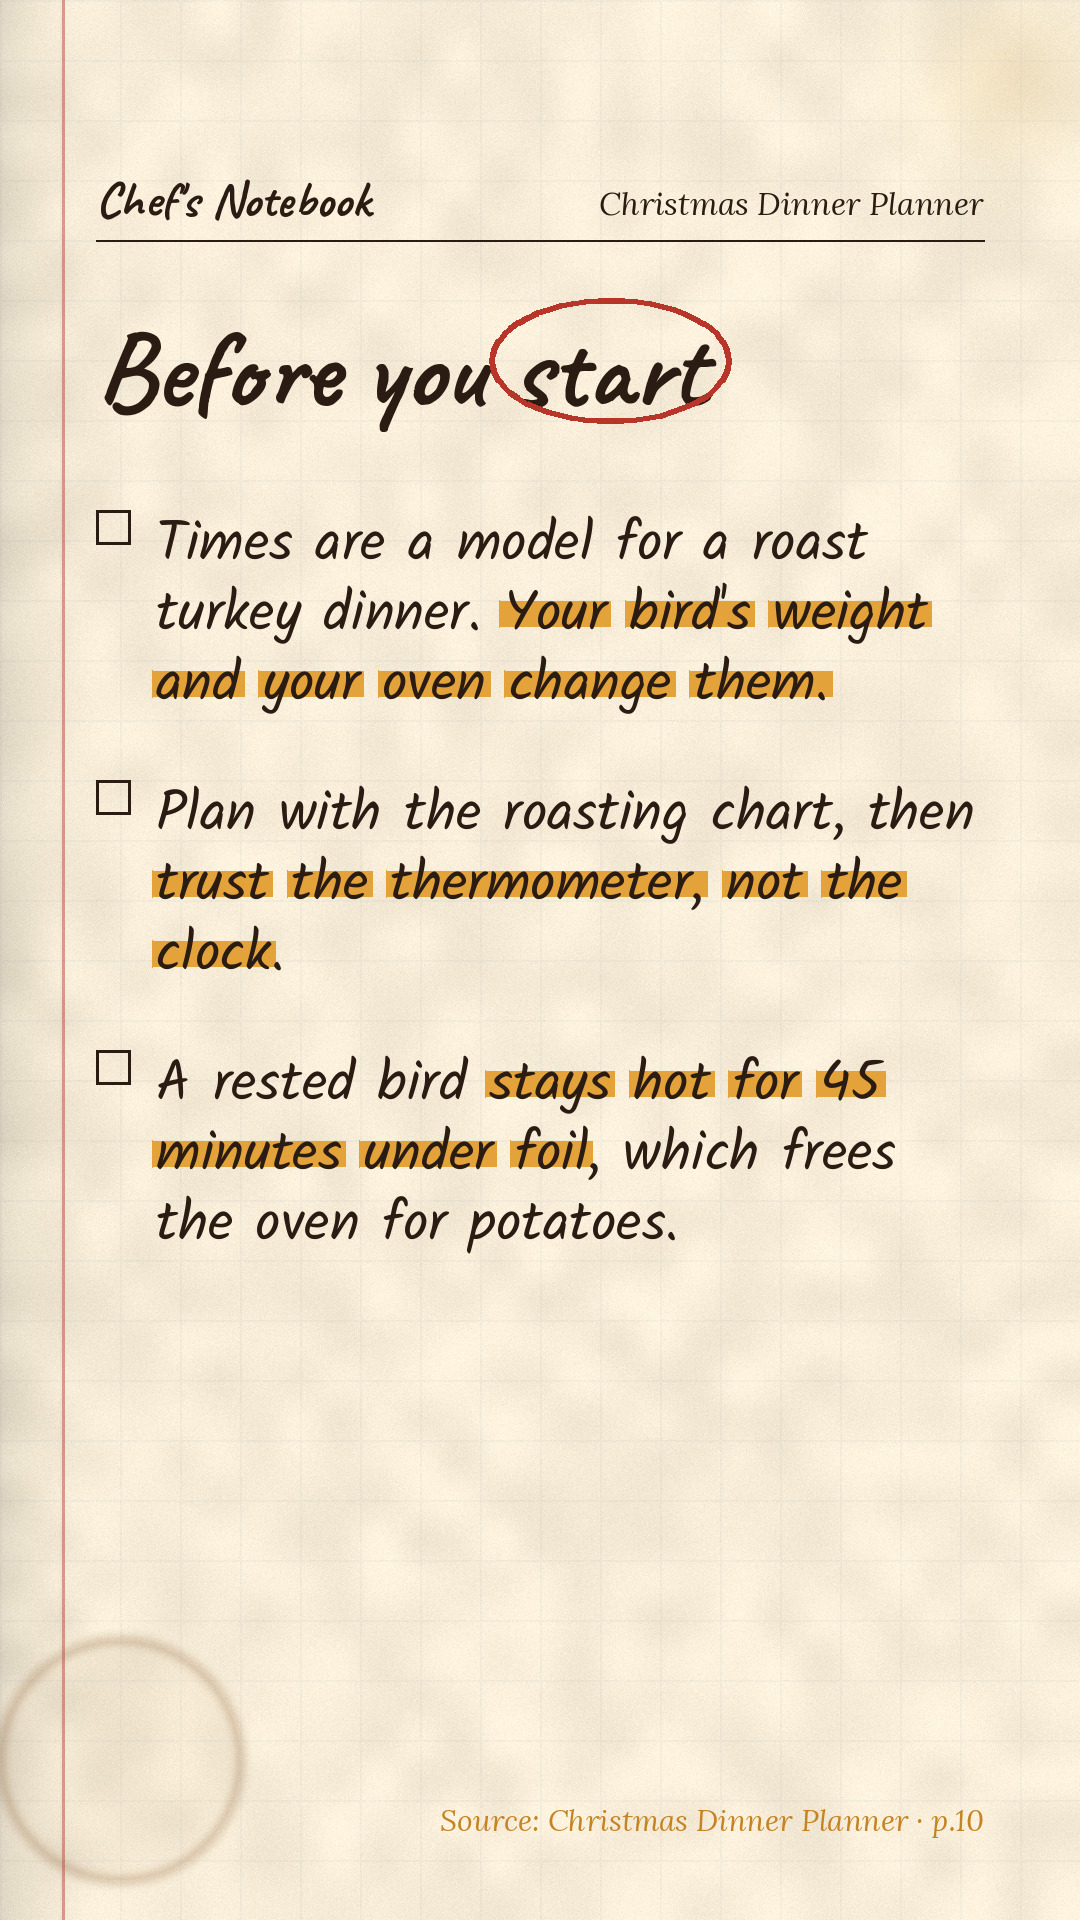 Chef's Notebook
Christmas Dinner Planner
Before you start
Times are a model for a roast
turkey dinner. Your bird's weight
and your oven change them.
Plan with the roasting chart, then
trust the thermometer, not the
clock.
A rested bird stays hot for 45
minutes under foil, which frees
the oven for potatoes.
Source: Christmas Dinner Planner · p.10